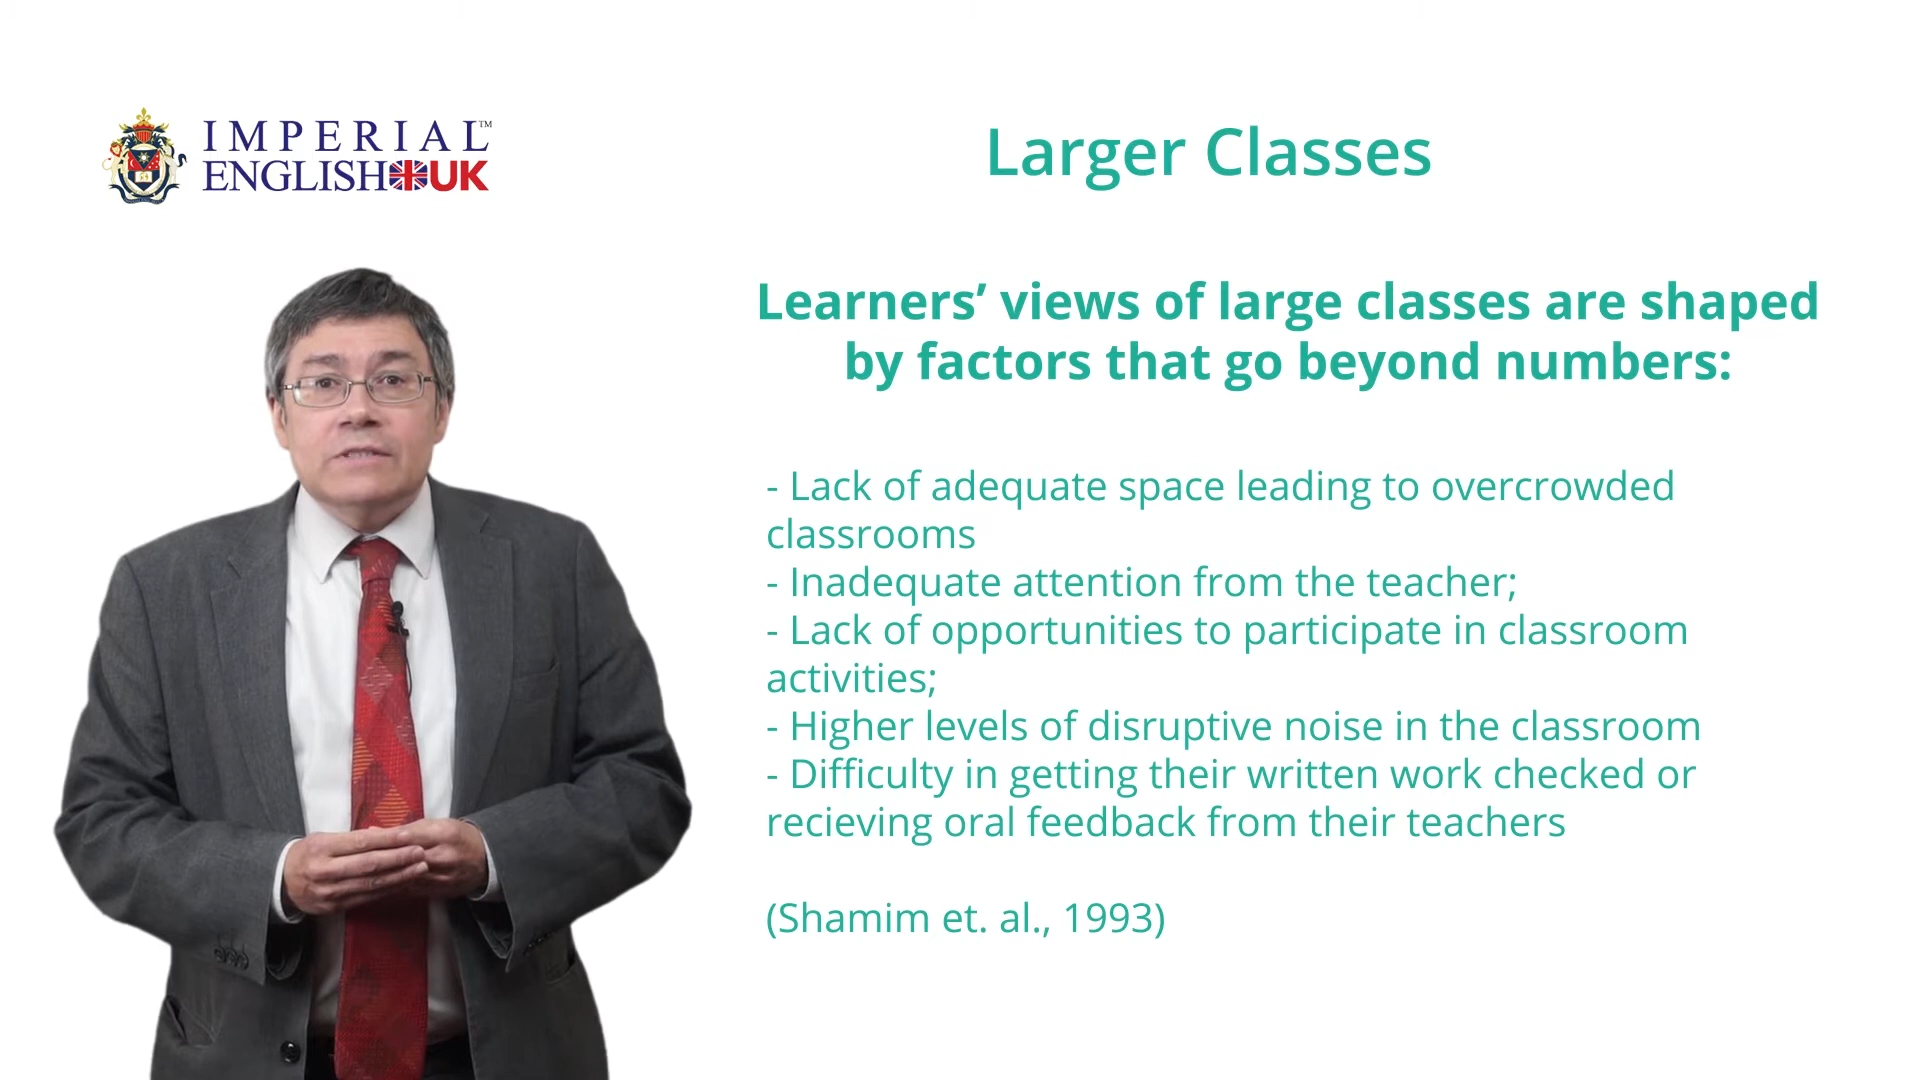 IMPERIAL™
ENGLISH UK
Larger Classes
Learners’ views of large classes are shaped
by factors that go beyond numbers:
- Lack of adequate space leading to overcrowded
classrooms
- Inadequate attention from the teacher;
- Lack of opportunities to participate in classroom
activities;
- Higher levels of disruptive noise in the classroom
- Difficulty in getting their written work checked or
recieving oral feedback from their teachers
(Shamim et. al., 1993)